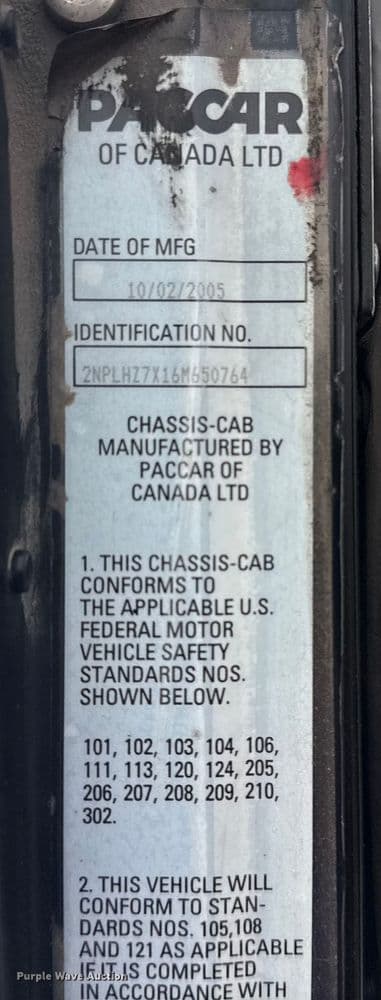 PACCAR
OF CANADA LTD
DATE OF MFG
10/02/2005
IDENTIFICATION NO.
2NPLHZ7X16M650764
CHASSIS-CAB
MANUFACTURED BY
PACCAR OF
CANADA LTD
1. THIS CHASSIS-CAB
CONFORMS TO
THE APPLICABLE U.S.
FEDERAL MOTOR
VEHICLE SAFETY
STANDARDS NOS.
SHOWN BELOW.
101, 102, 103, 104, 106,
111, 113, 120, 124, 205,
206, 207, 208, 209, 210,
302.
2. THIS VEHICLE WILL
CONFORM TO STAN-
DARDS NOS. 105,108
AND 121 AS APPLICABLE
IF IT IS COMPLETED
IN ACCORDANCE WITH
Purple Wave Auction